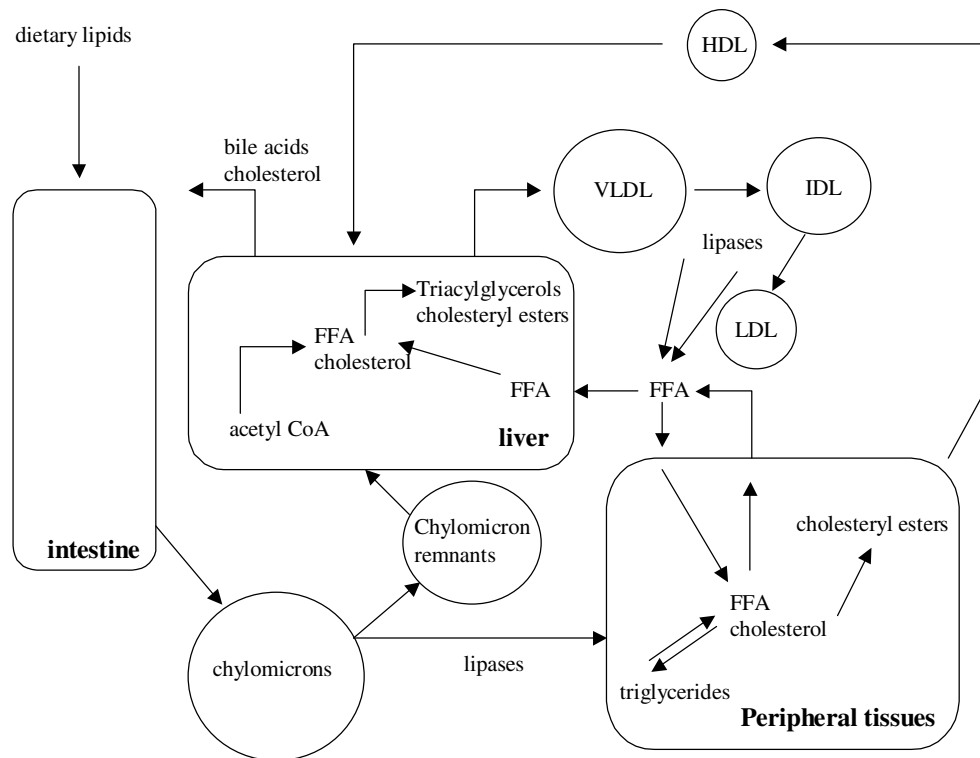 dietary lipids
HDL
bile acids
cholesterol
VLDL
IDL
lipases
LDL
Triacylglycerols
cholesteryl esters
FFA
cholesterol
FFA
FFA
acetyl CoA
liver
Chylomicron
remnants
intestine
cholesteryl esters
FFA
cholesterol
chylomicrons
lipases
triglycerides
Peripheral tissues